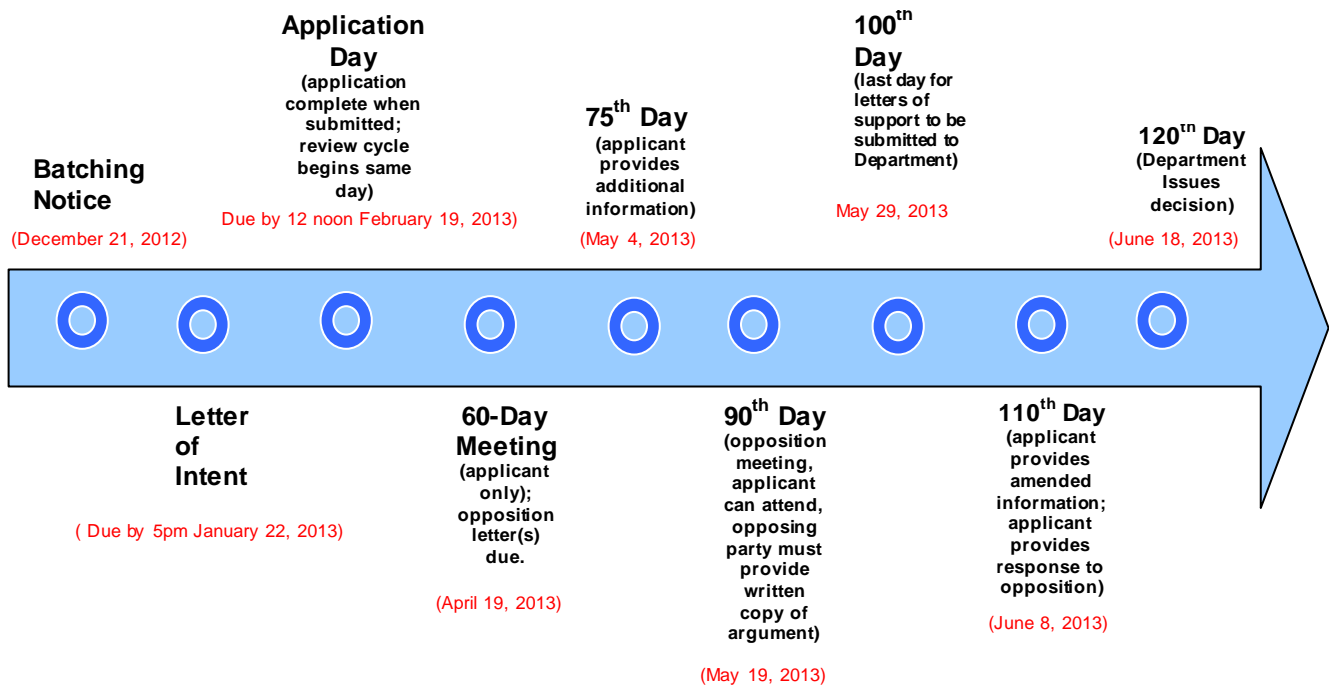 Batching
Notice
(December 21, 2012)
Letter
of
Intent
( Due by 5pm January 22, 2013)
Application
Day
(application
complete when
submitted;
review cycle
begins same
day)
Due by 12 noon February 19, 2013)
60-Day
Meeting
(applicant
only);
opposition
letter(s)
due.
(April 19, 2013)
75th Day
(applicant
provides
additional
information)
(May 4, 2013)
90th Day
(opposition
meeting,
applicant
can attend,
opposing
party must
provide
written
copy of
argument)
(May 19, 2013)
100th
Day
(last day for
letters of
support to be
submitted to
Department)
May 29, 2013
110th Day
(applicant
provides
amended
information;
applicant
provides
response to
opposition)
(June 8, 2013)
120th Day
(Department
Issues
decision)
(June 18, 2013)